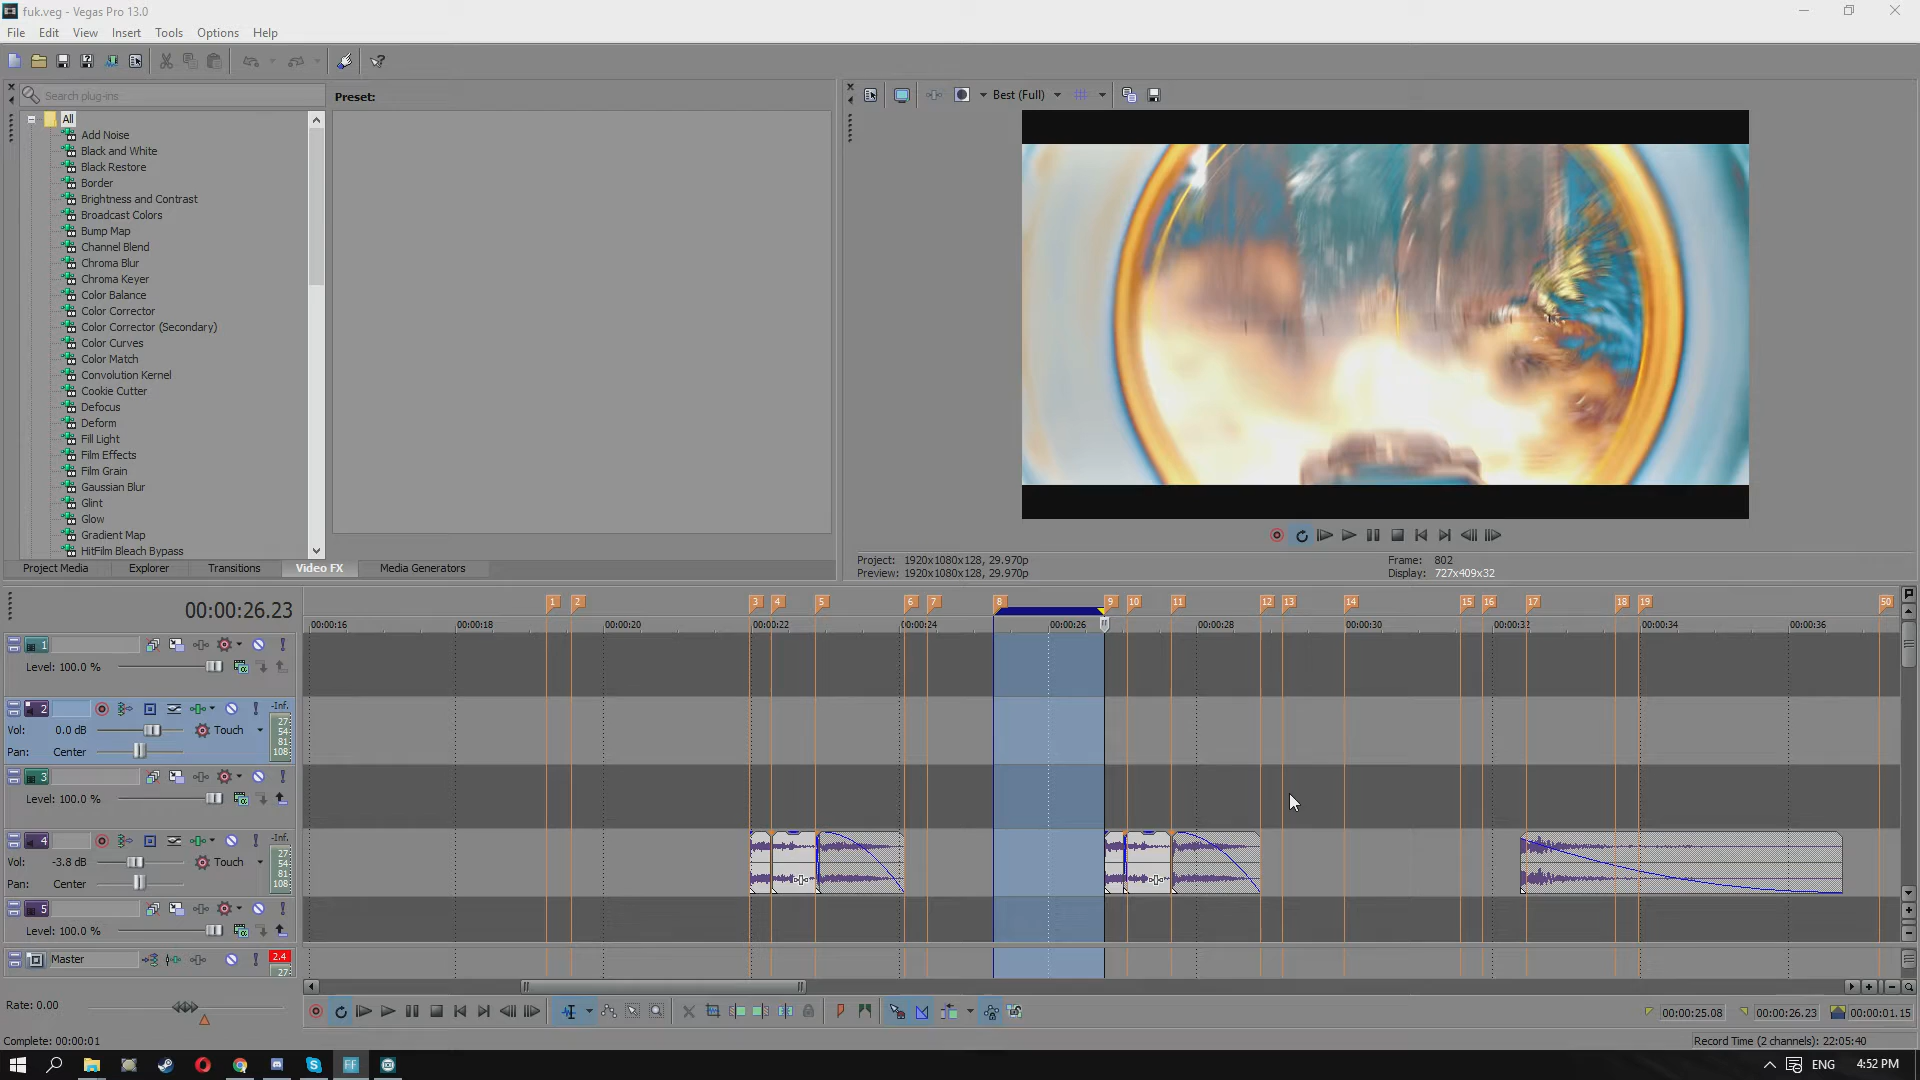 fuk.veg - Vegas Pro 13.0
File Edit View Insert Tools Options Help
Search plug-ins
Preset:
Best (Full)
All
Add Noise
Black and White
Black Restore
Border
Brightness and Contrast
Broadcast Colors
Bump Map
Channel Blend
Chroma Blur
Chroma Keyer
Color Balance
Color Corrector
Color Corrector (Secondary)
Color Curves
Color Match
Convolution Kernel
Cookie Cutter
Defocus
Deform
Fill Light
Film Effects
Film Grain
Gaussian Blur
Glint
Glow
Gradient Map
HitFilm Bleach Bypass
Project Media Explorer Transitions Video FX Media Generators
Project: 1920x1080x128, 29.970p Frame: 802
Preview: 1920x1080x128, 29.970p Display: 727x409x32
00:00:26.23
1 2 3 4 5 6 7 8 9 10 11 12 13 14 15 16 17 18 19 50
00:00:16 00:00:18 00:00:20 00:00:22 00:00:24 00:00:26 00:00:28 00:00:30 00:00:32 00:00:34 00:00:36
1
Level: 100.0 %
2 -Inf.
Vol: 0.0 dB Touch
Pan: Center
27
54
81
108
3
Level: 100.0 %
4 -Inf.
Vol: -3.8 dB Touch
Pan: Center
27
54
81
108
5
Level: 100.0 %
Master 2.4
27
Rate: 0.00
00:00:25.08 00:00:26.23 00:00:01.15
Complete: 00:00:01 Record Time (2 channels): 22:05:40
FF
ENG 4:52 PM